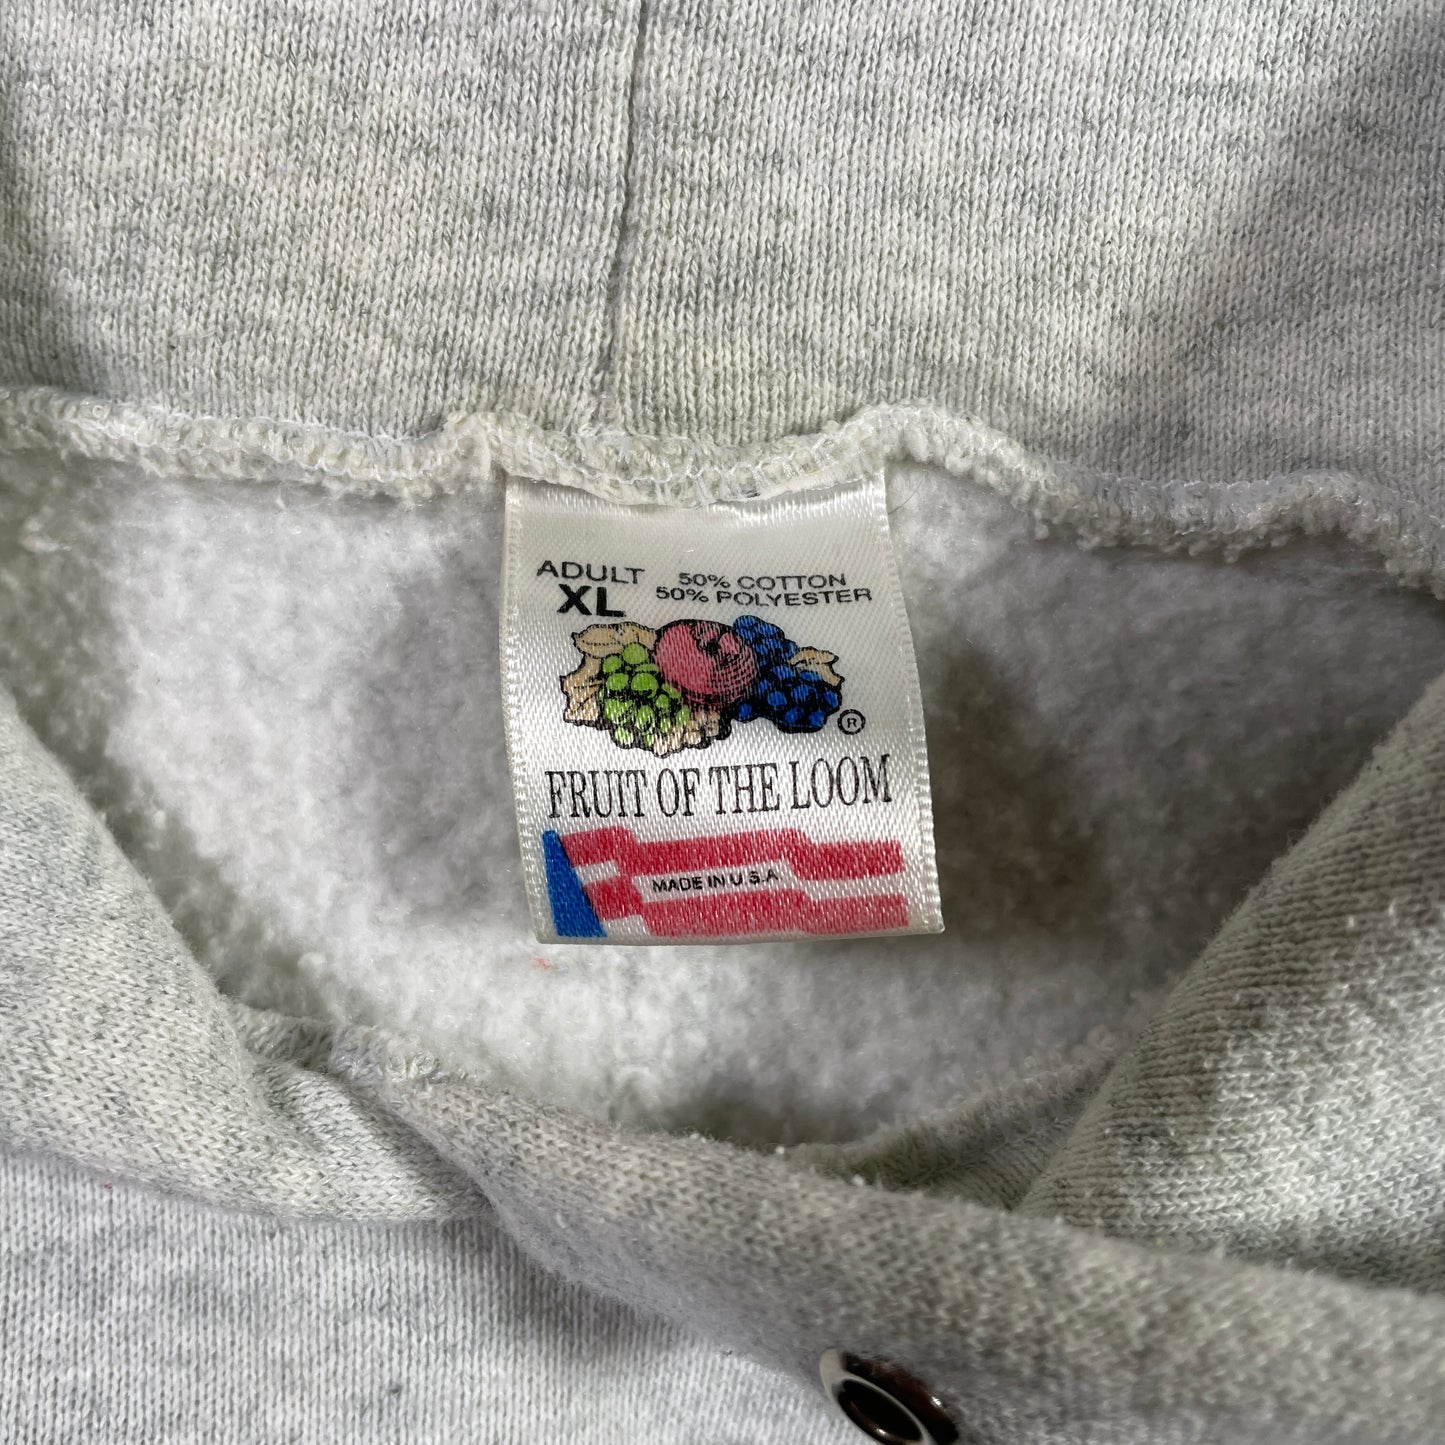 ADULT
XL
50% COTTON
50% POLYESTER
®
FRUIT OF THE LOOM
MADE IN U.S.A